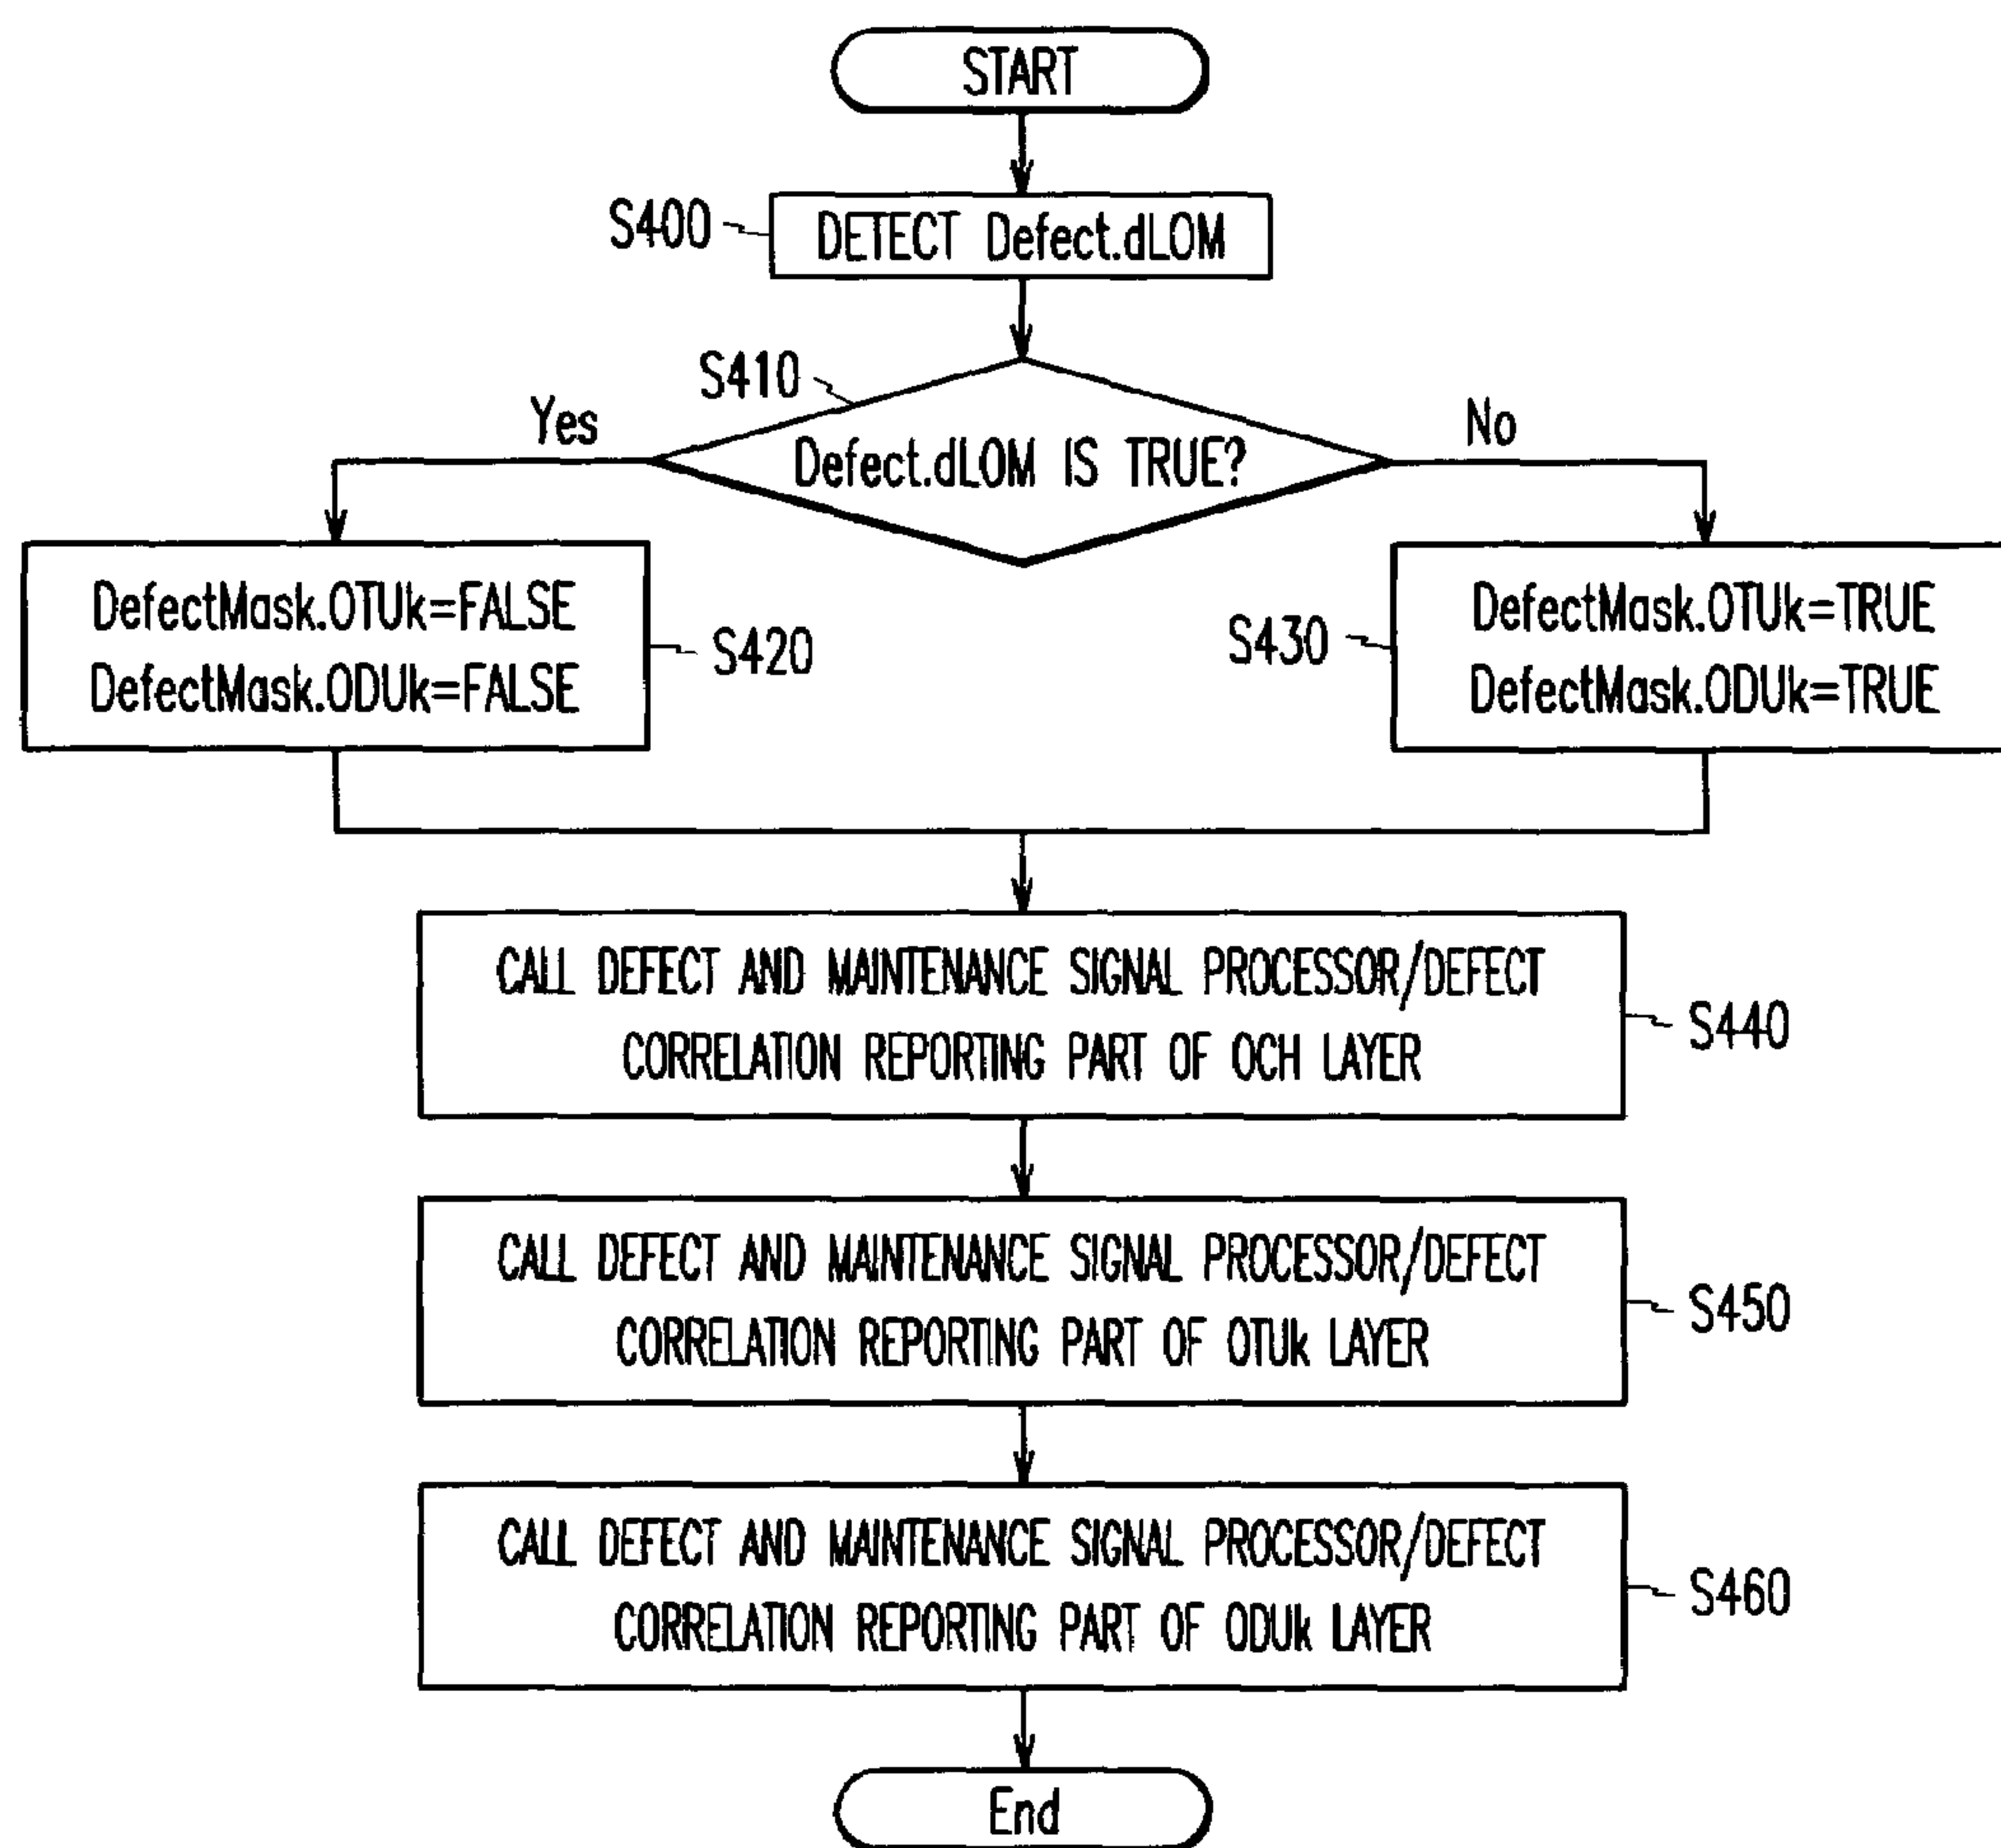 START
S400
DETECT Defect.dLOM
S410
Yes
No
Defect.dLOM IS TRUE?
DefectMask.OTUk=FALSE
DefectMask.ODUk=FALSE
S420
S430
DefectMask.OTUk=TRUE
DefectMask.ODUk=TRUE
CALL DEFECT AND MAINTENANCE SIGNAL PROCESSOR/DEFECT
CORRELATION REPORTING PART OF OCH LAYER
S440
CALL DEFECT AND MAINTENANCE SIGNAL PROCESSOR/DEFECT
CORRELATION REPORTING PART OF OTUk LAYER
S450
CALL DEFECT AND MAINTENANCE SIGNAL PROCESSOR/DEFECT
CORRELATION REPORTING PART OF ODUk LAYER
S460
End